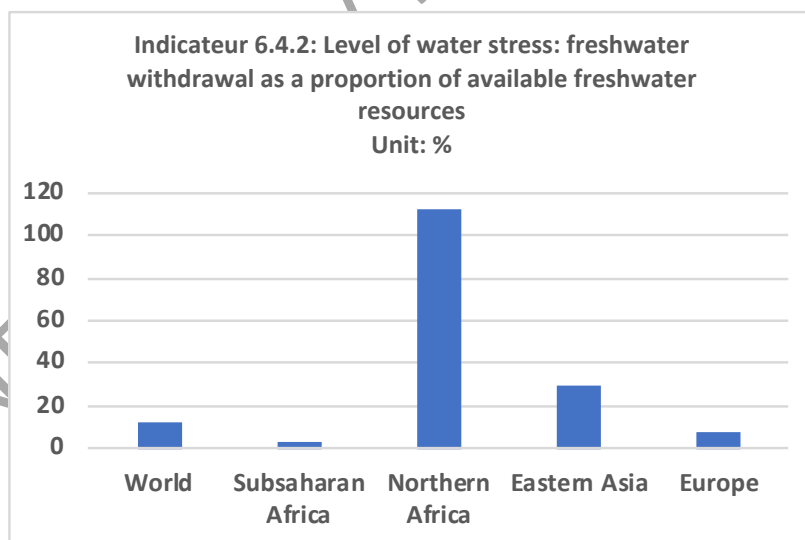 Indicateur 6.4.2: Level of water stress: freshwater
withdrawal as a proportion of available freshwater
resources
Unit: %
120
100
80
60
40
20
0
World
Subsaharan
Africa
Northern
Africa
Eastern Asia
Europe